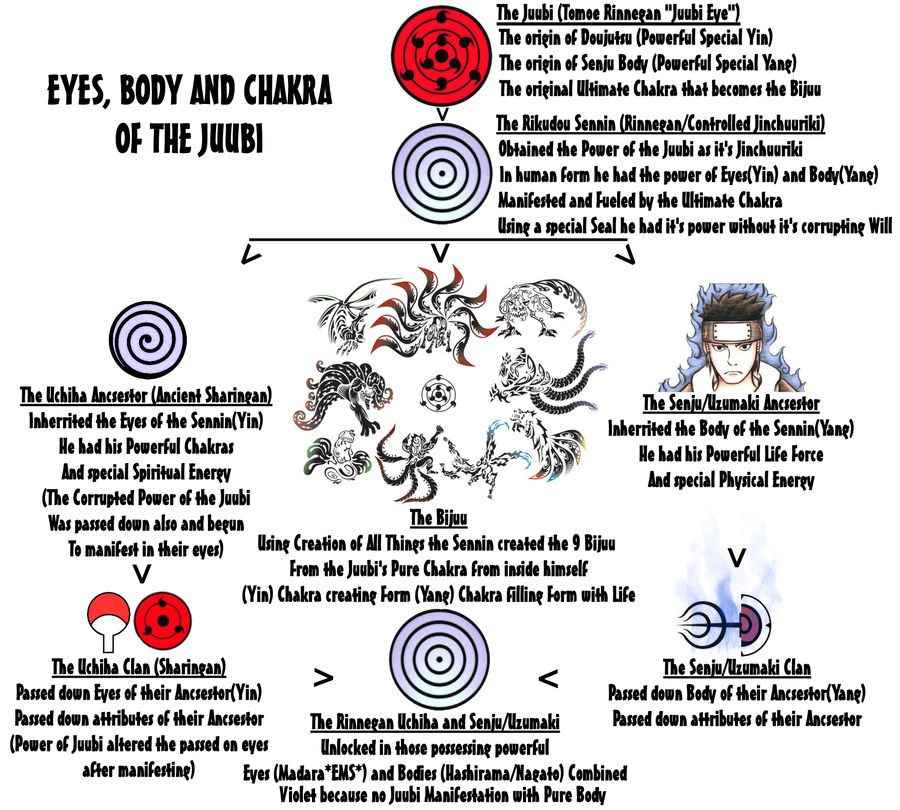 EYES, BODY AND CHAKRA
OF THE JUUBI
The Juubi (Tomoe Rinnegan "Juubi Eye")
The origin of Doujutsu (Powerful Special Yin)
The origin of Senju Body (Powerful Special Yang)
The original Ultimate Chakra that becomes the Bijuu
The Rikudou Sennin (Rinnegan/Controlled Jinchuuriki)
Obtained the Power of the Juubi as it's Jinchuuriki
In human form he had the power of Eyes(Yin) and Body(Yang)
Manifested and Fueled by the Ultimate Chakra
Using a special Seal he had it's power without it's corrupting Will
The Uchiha Ancsestor (Ancient Sharingan)
Inherrited the Eyes of the Sennin(Yin)
He had his Powerful Chakras
And special Spiritual Energy
(The Corrupted Power of the Juubi
Was passed down also and begun
To manifest in their eyes)
The Bijuu
Using Creation of All Things the Sennin created the 9 Bijuu
From the Juubi's Pure Chakra from inside himself
(Yin) Chakra creating Form (Yang) Chakra filling Form with Life
The Senju/Uzumaki Ancsestor
Inherrited the Body of the Sennin(Yang)
He had his Powerful Life Force
And special Physical Energy
The Uchiha Clan (Sharingan)
Passed down Eyes of their Ancsestor(Yin)
Passed down attributes of their Ancsestor
(Power of Juubi altered the passed on eyes
after manifesting)
The Rinnegan Uchiha and Senju/Uzumaki
Unlocked in those possessing powerful
Eyes (Madara*EMS*) and Bodies (Hashirama/Nagato) Combined
Violet because no Juubi Manifestation with Pure Body
The Senju/Uzumaki Clan
Passed down Body of their Ancsestor(Yang)
Passed down attributes of their Ancsestor